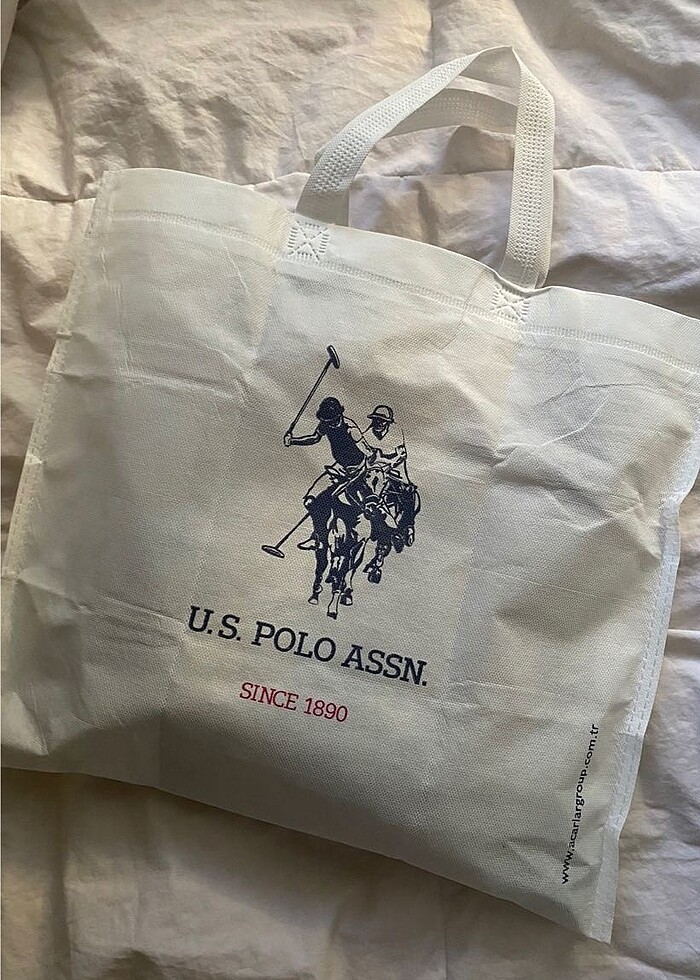 U.S. POLO ASSN.
SINCE 1890
www.acarlargroup.com.tr